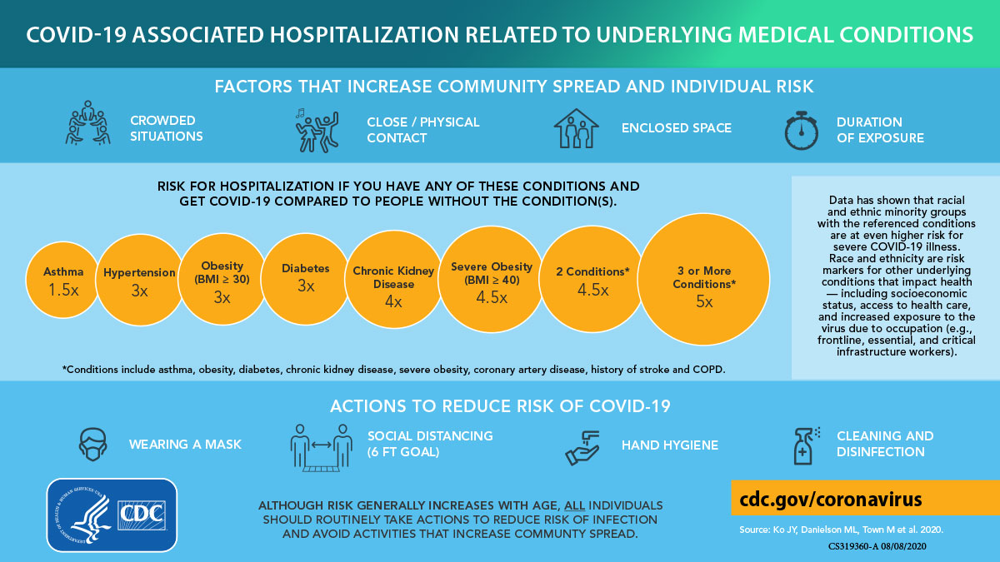 COVID-19 ASSOCIATED HOSPITALIZATION RELATED TO UNDERLYING MEDICAL CONDITIONS
FACTORS THAT INCREASE COMMUNITY SPREAD AND INDIVIDUAL RISK
CROWDED
SITUATIONS
CLOSE / PHYSICAL
CONTACT
ENCLOSED SPACE
DURATION
OF EXPOSURE
RISK FOR HOSPITALIZATION IF YOU HAVE ANY OF THESE CONDITIONS AND
GET COVID-19 COMPARED TO PEOPLE WITHOUT THE CONDITION(S).
Asthma
1.5x
Hypertension
3x
Obesity
(BMI ≥ 30)
3x
Diabetes
3x
Chronic Kidney
Disease
4x
Severe Obesity
(BMI ≥ 40)
4.5x
2 Conditions*
4.5x
3 or More
Conditions*
5x
*Conditions include asthma, obesity, diabetes, chronic kidney disease, severe obesity, coronary artery disease, history of stroke and COPD.
Data has shown that racial
and ethnic minority groups
with the referenced conditions
are at even higher risk for
severe COVID-19 illness.
Race and ethnicity are risk
markers for other underlying
conditions that impact health
— including socioeconomic
status, access to health care,
and increased exposure to the
virus due to occupation (e.g.,
frontline, essential, and critical
infrastructure workers).
ACTIONS TO REDUCE RISK OF COVID-19
WEARING A MASK
SOCIAL DISTANCING
(6 FT GOAL)
HAND HYGIENE
CLEANING AND
DISINFECTION
DEPARTMENT OF HEALTH & HUMAN SERVICES·USA
CDC
ALTHOUGH RISK GENERALLY INCREASES WITH AGE, ALL INDIVIDUALS
SHOULD ROUTINELY TAKE ACTIONS TO REDUCE RISK OF INFECTION
AND AVOID ACTIVITIES THAT INCREASE COMMUNTY SPREAD.
cdc.gov/coronavirus
Source: Ko JY, Danielson ML, Town M et al. 2020.
CS319360-A 08/08/2020